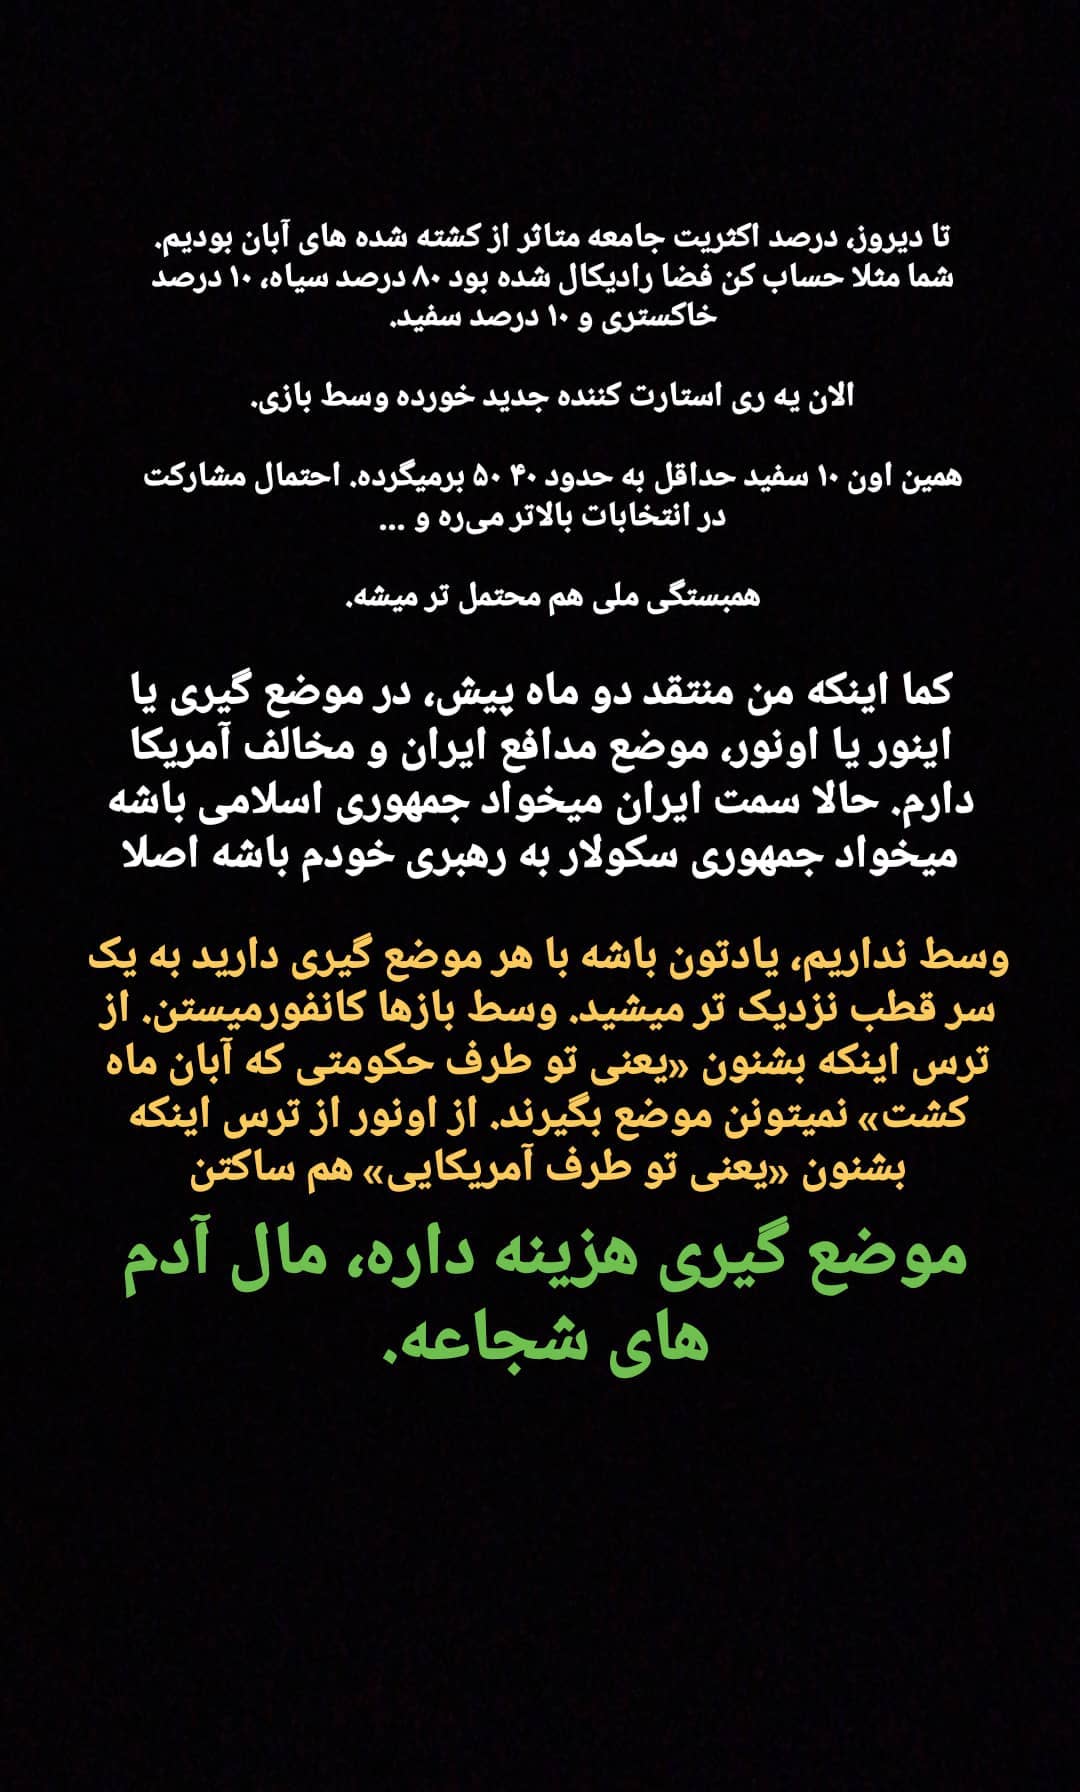 تا دیروز، درصد اکثریت جامعه متاثر از کشته شده های آبان بودیم.
شما مثلا حساب کن فضا رادیکال شده بود ۸۰ درصد سیاه، ۱۰ درصد
خاکستری و ۱۰ درصد سفید.
الان یه ری استارت کننده جدید خورده وسط بازی.
همین اون ۱۰ سفید حداقل به حدود ۴۰ ۵۰ برمیگرده. احتمال مشارکت
در انتخابات بالاتر می‌ره و ...
همبستگی ملی هم محتمل تر میشه.
کما اینکه من منتقد دو ماه پیش، در موضع گیری یا
اینور یا اونور، موضع مدافع ایران و مخالف آمریکا
دارم. حالا سمت ایران میخواد جمهوری اسلامی باشه
میخواد جمهوری سکولار به رهبری خودم باشه اصلا
وسط نداریم، یادتون باشه با هر موضع گیری دارید به یک
سر قطب نزدیک تر میشید. وسط بازها کانفورمیستن. از
ترس اینکه بشنون «یعنی تو طرف حکومتی که آبان ماه
کشت» نمیتونن موضع بگیرند. از اونور از ترس اینکه
بشنون «یعنی تو طرف آمریکایی» هم ساکتن
موضع گیری هزینه داره، مال آدم
های شجاعه.